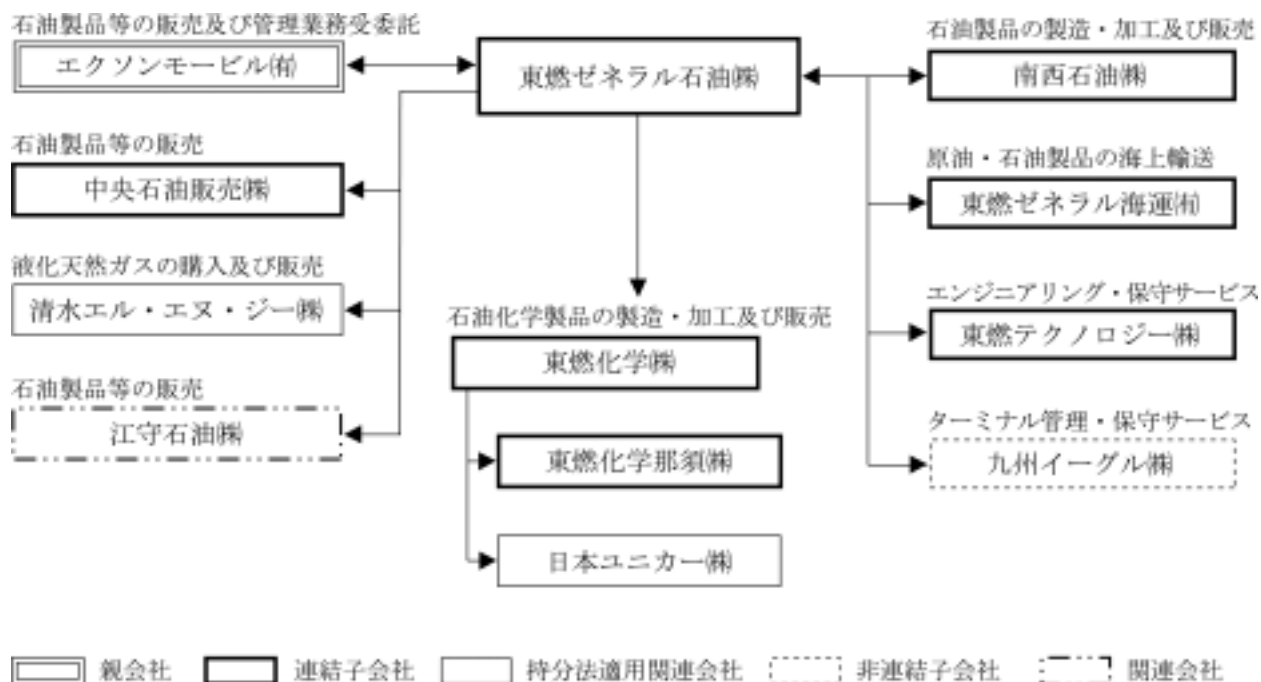 石油製品等の販売及び管理業務受委託
エクソンモービル㈲
東燃ゼネラル石油㈱
石油製品の製造・加工及び販売
南西石油㈱
石油製品等の販売
中央石油販売㈱
原油・石油製品の海上輸送
東燃ゼネラル海運㈲
液化天然ガスの購入及び販売
清水エル・エヌ・ジー㈱
エンジニアリング・保守サービス
東燃テクノロジー㈱
石油化学製品の製造・加工及び販売
東燃化学㈱
石油製品等の販売
江守石油㈱
ターミナル管理・保守サービス
九州イーグル㈱
東燃化学那須㈱
日本ユニカー㈱
親会社 連結子会社 持分法適用関連会社 非連結子会社 関連会社